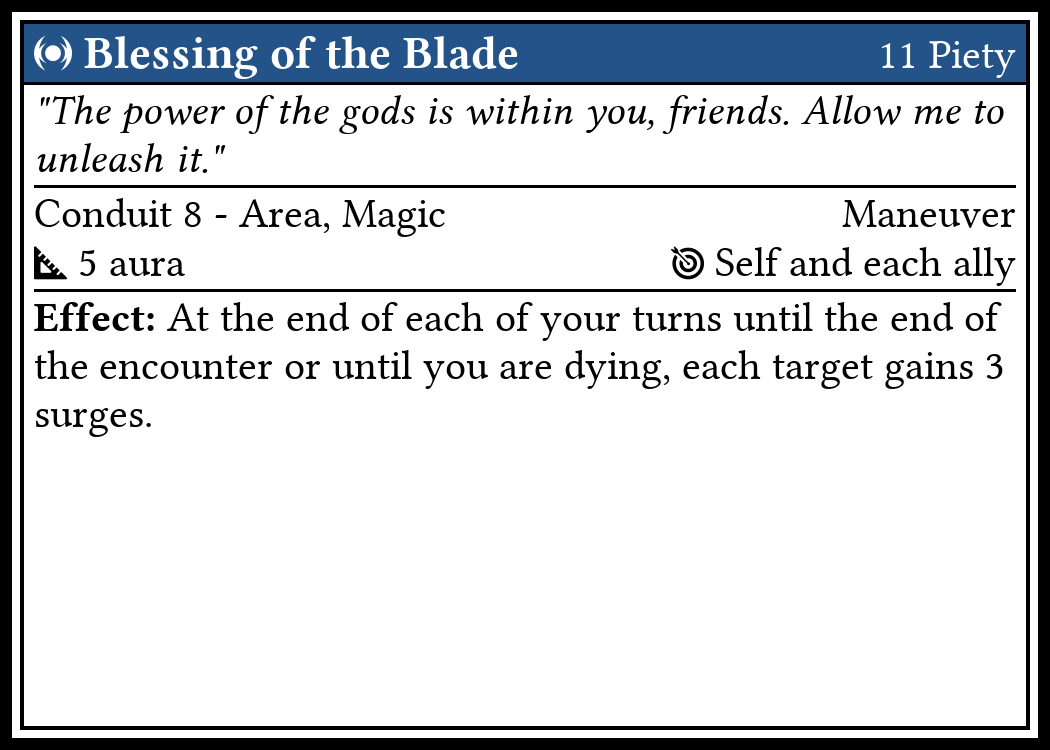 Blessing of the Blade 11 Piety
"The power of the gods is within you, friends. Allow me to
unleash it."
Conduit 8 - Area, Magic Maneuver
5 aura Self and each ally
Effect: At the end of each of your turns until the end of
the encounter or until you are dying, each target gains 3
surges.